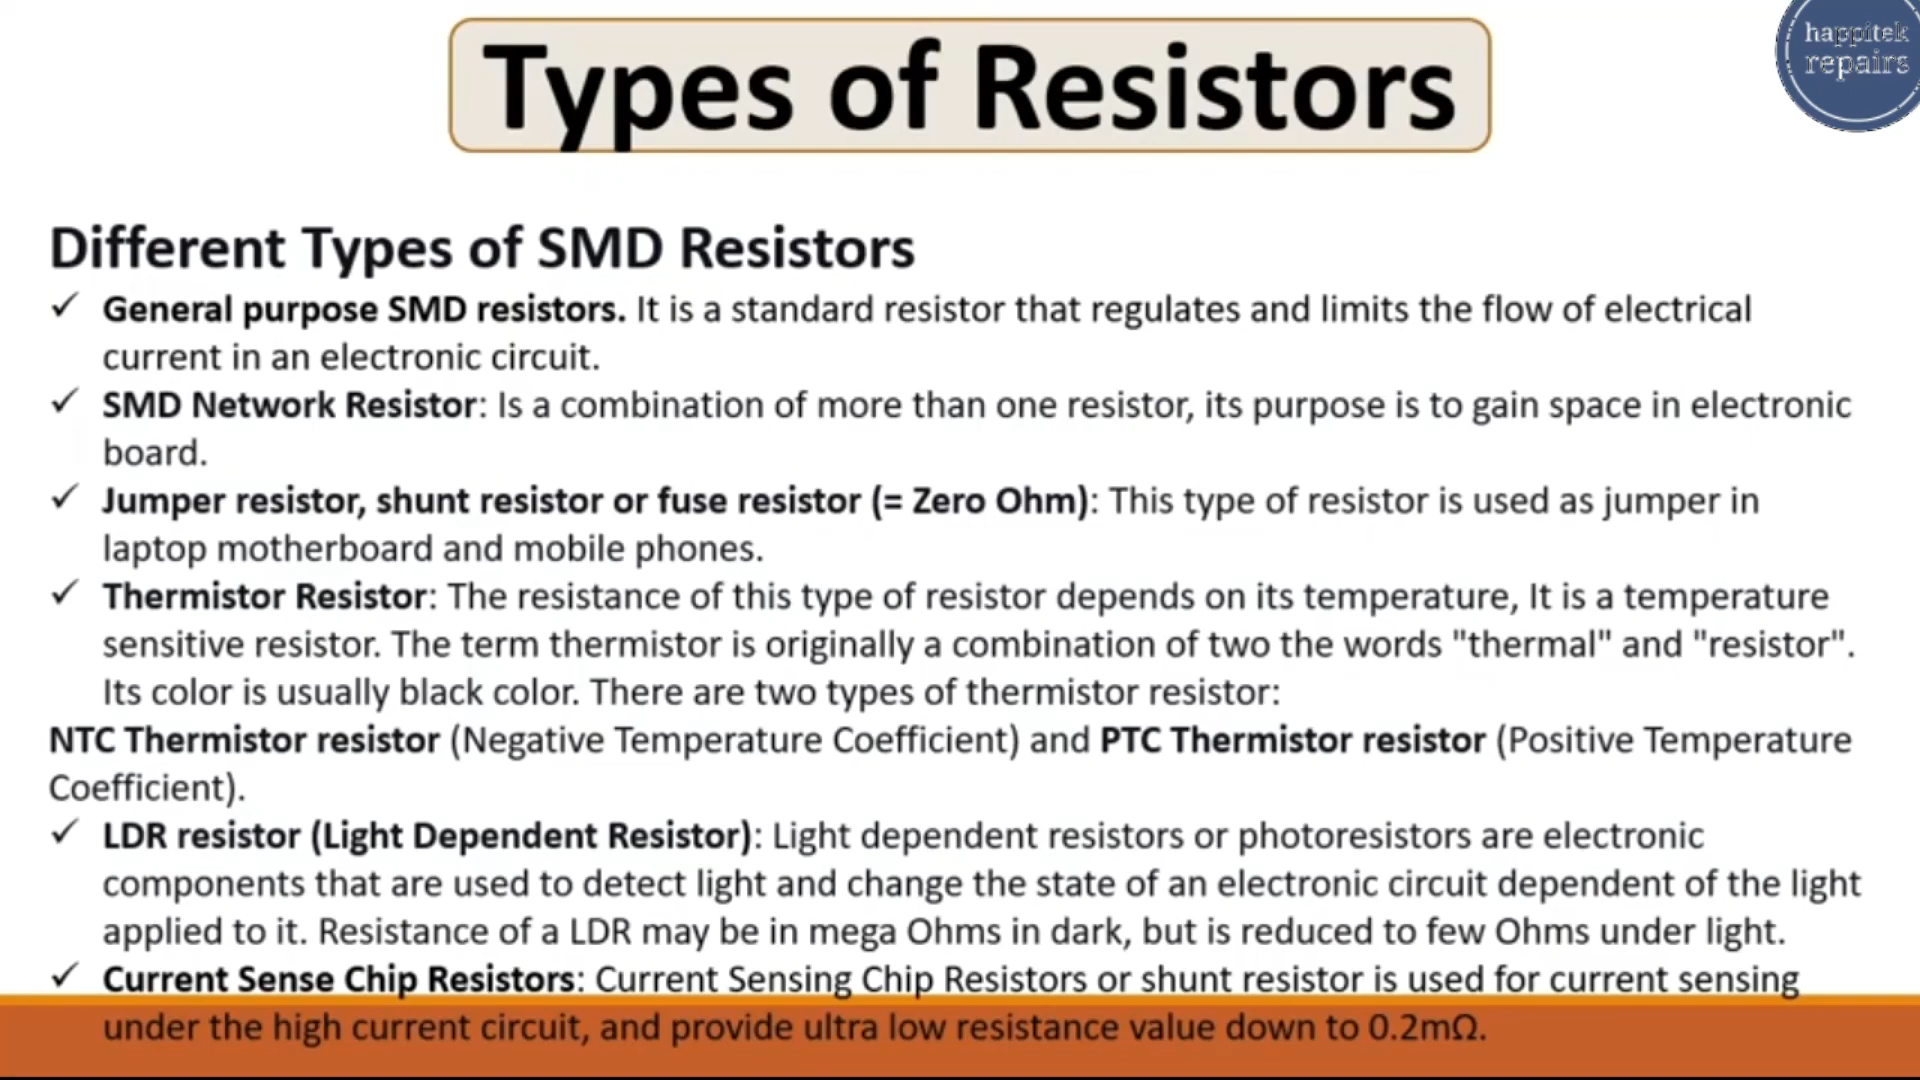 Types of Resistors
happitek
repairs
Different Types of SMD Resistors
✓ General purpose SMD resistors. It is a standard resistor that regulates and limits the flow of electrical
current in an electronic circuit.
✓ SMD Network Resistor: Is a combination of more than one resistor, its purpose is to gain space in electronic
board.
✓ Jumper resistor, shunt resistor or fuse resistor (= Zero Ohm): This type of resistor is used as jumper in
laptop motherboard and mobile phones.
✓ Thermistor Resistor: The resistance of this type of resistor depends on its temperature, It is a temperature
sensitive resistor. The term thermistor is originally a combination of two the words "thermal" and "resistor".
Its color is usually black color. There are two types of thermistor resistor:
NTC Thermistor resistor (Negative Temperature Coefficient) and PTC Thermistor resistor (Positive Temperature
Coefficient).
✓ LDR resistor (Light Dependent Resistor): Light dependent resistors or photoresistors are electronic
components that are used to detect light and change the state of an electronic circuit dependent of the light
applied to it. Resistance of a LDR may be in mega Ohms in dark, but is reduced to few Ohms under light.
✓ Current Sense Chip Resistors: Current Sensing Chip Resistors or shunt resistor is used for current sensing
under the high current circuit, and provide ultra low resistance value down to 0.2mΩ.